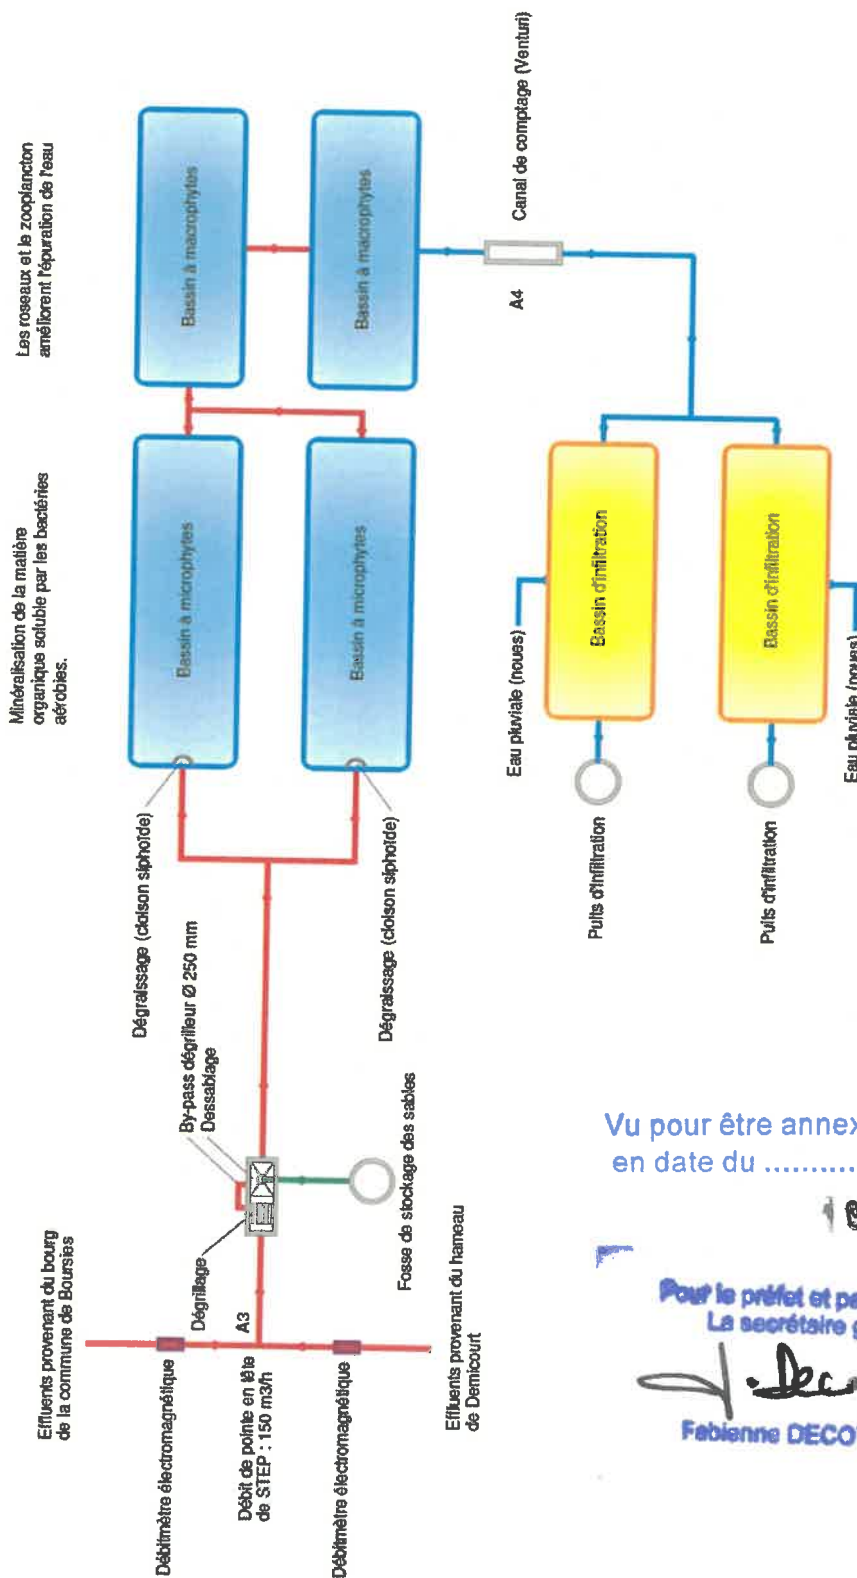 Effluents provenant du bourg
de la commune de Boursies
Débitmètre électromagnétique
Débit de pointe en tête
de STEP : 150 m3/h
A3
Débitmètre électromagnétique
Effluents provenant du hameau
de Demicourt
Dégrillage
By-pass dégrilleur Ø 250 mm
Dessablage
Fosse de stockage des sables
Dégraissage (cloison siphoïde)
Dégraissage (cloison siphoïde)
Minéralisation de la matière
organique soluble par les bactéries
aérobies.
Bassin à microphytes
Bassin à microphytes
Les roseaux et le zooplancton
améliorent l'épuration de l'eau
Bassin à macrophytes
Bassin à macrophytes
A4
Canal de comptage (Venturi)
Eau pluviale (noues)
Bassin d'infiltration
Puits d'infiltration
Bassin d'infiltration
Puits d'infiltration
Eau pluviale (noues)
Vu pour être annex
en date du ..........
Pour le préfet et pa
La secrétaire g
Fabienne DECO